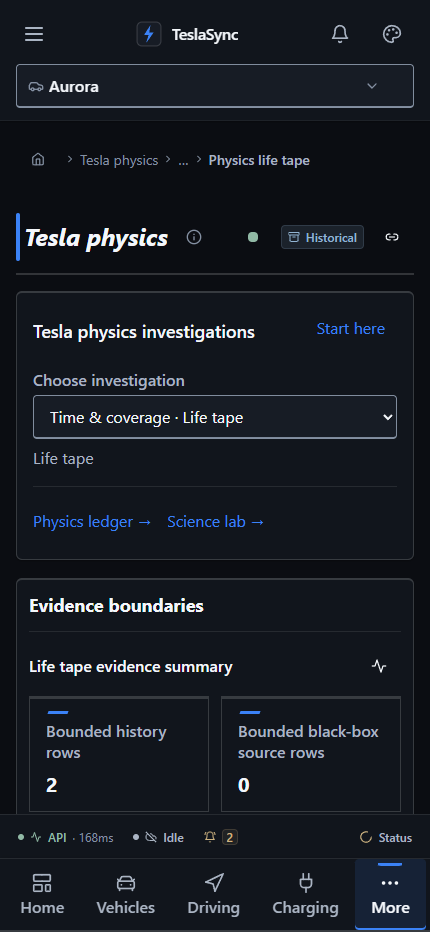 TeslaSync
Aurora
Tesla physics
...
Physics life tape
Tesla physics
Historical
Tesla physics investigations
Start here
Choose investigation
Time & coverage · Life tape
Life tape
Physics ledger →
Science lab →
Evidence boundaries
Life tape evidence summary
Bounded history
rows
2
Bounded black-box
source rows
0
API · 168ms
Idle
2
Status
Home
Vehicles
Driving
Charging
More